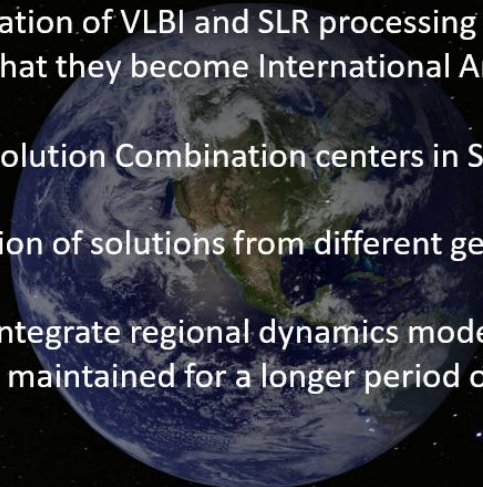 ation of VLBI and SLR processing
hat they become International A
olution Combination centers in S
ion of solutions from different ge
ntegrate regional dynamics mode
maintained for a longer period o